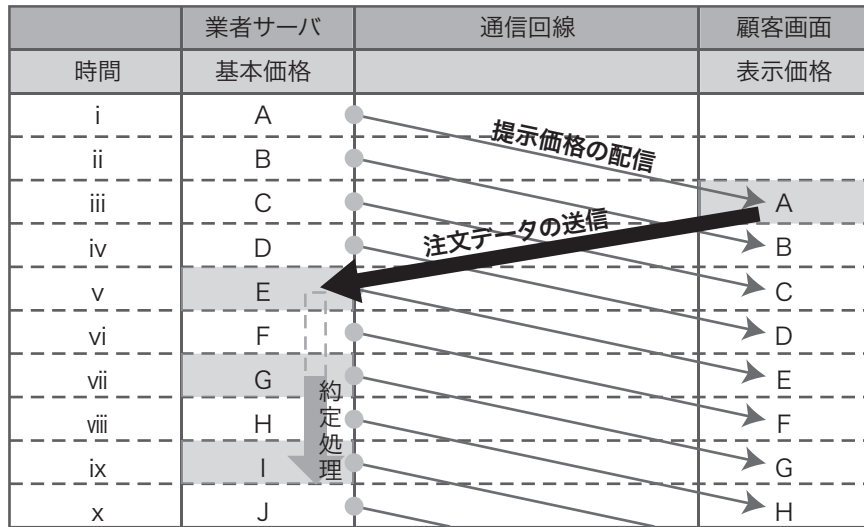 業者サーバ 通信回線 顧客画面
時間 基本価格 表示価格
i A
ii B
iii C A
iv D B
v E C
vi F D
vii G E
viii H F
ix I G
x J H
提示価格の配信
注文データの送信
約定処理